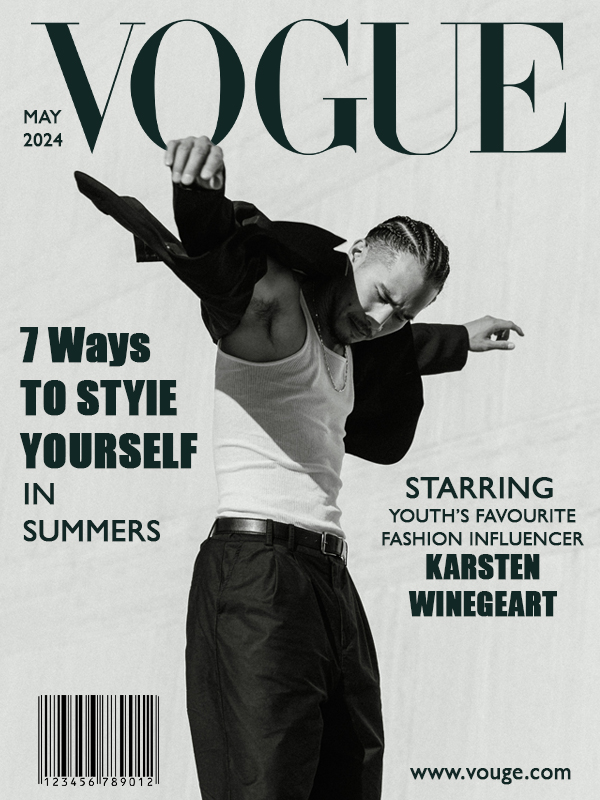 VOGUE
MAY
2024
7 Ways
TO STYIE
YOURSELF
IN
SUMMERS
STARRING
YOUTH'S FAVOURITE
FASHION INFLUENCER
KARSTEN
WINEGEART
123456 789012
www.vouge.com